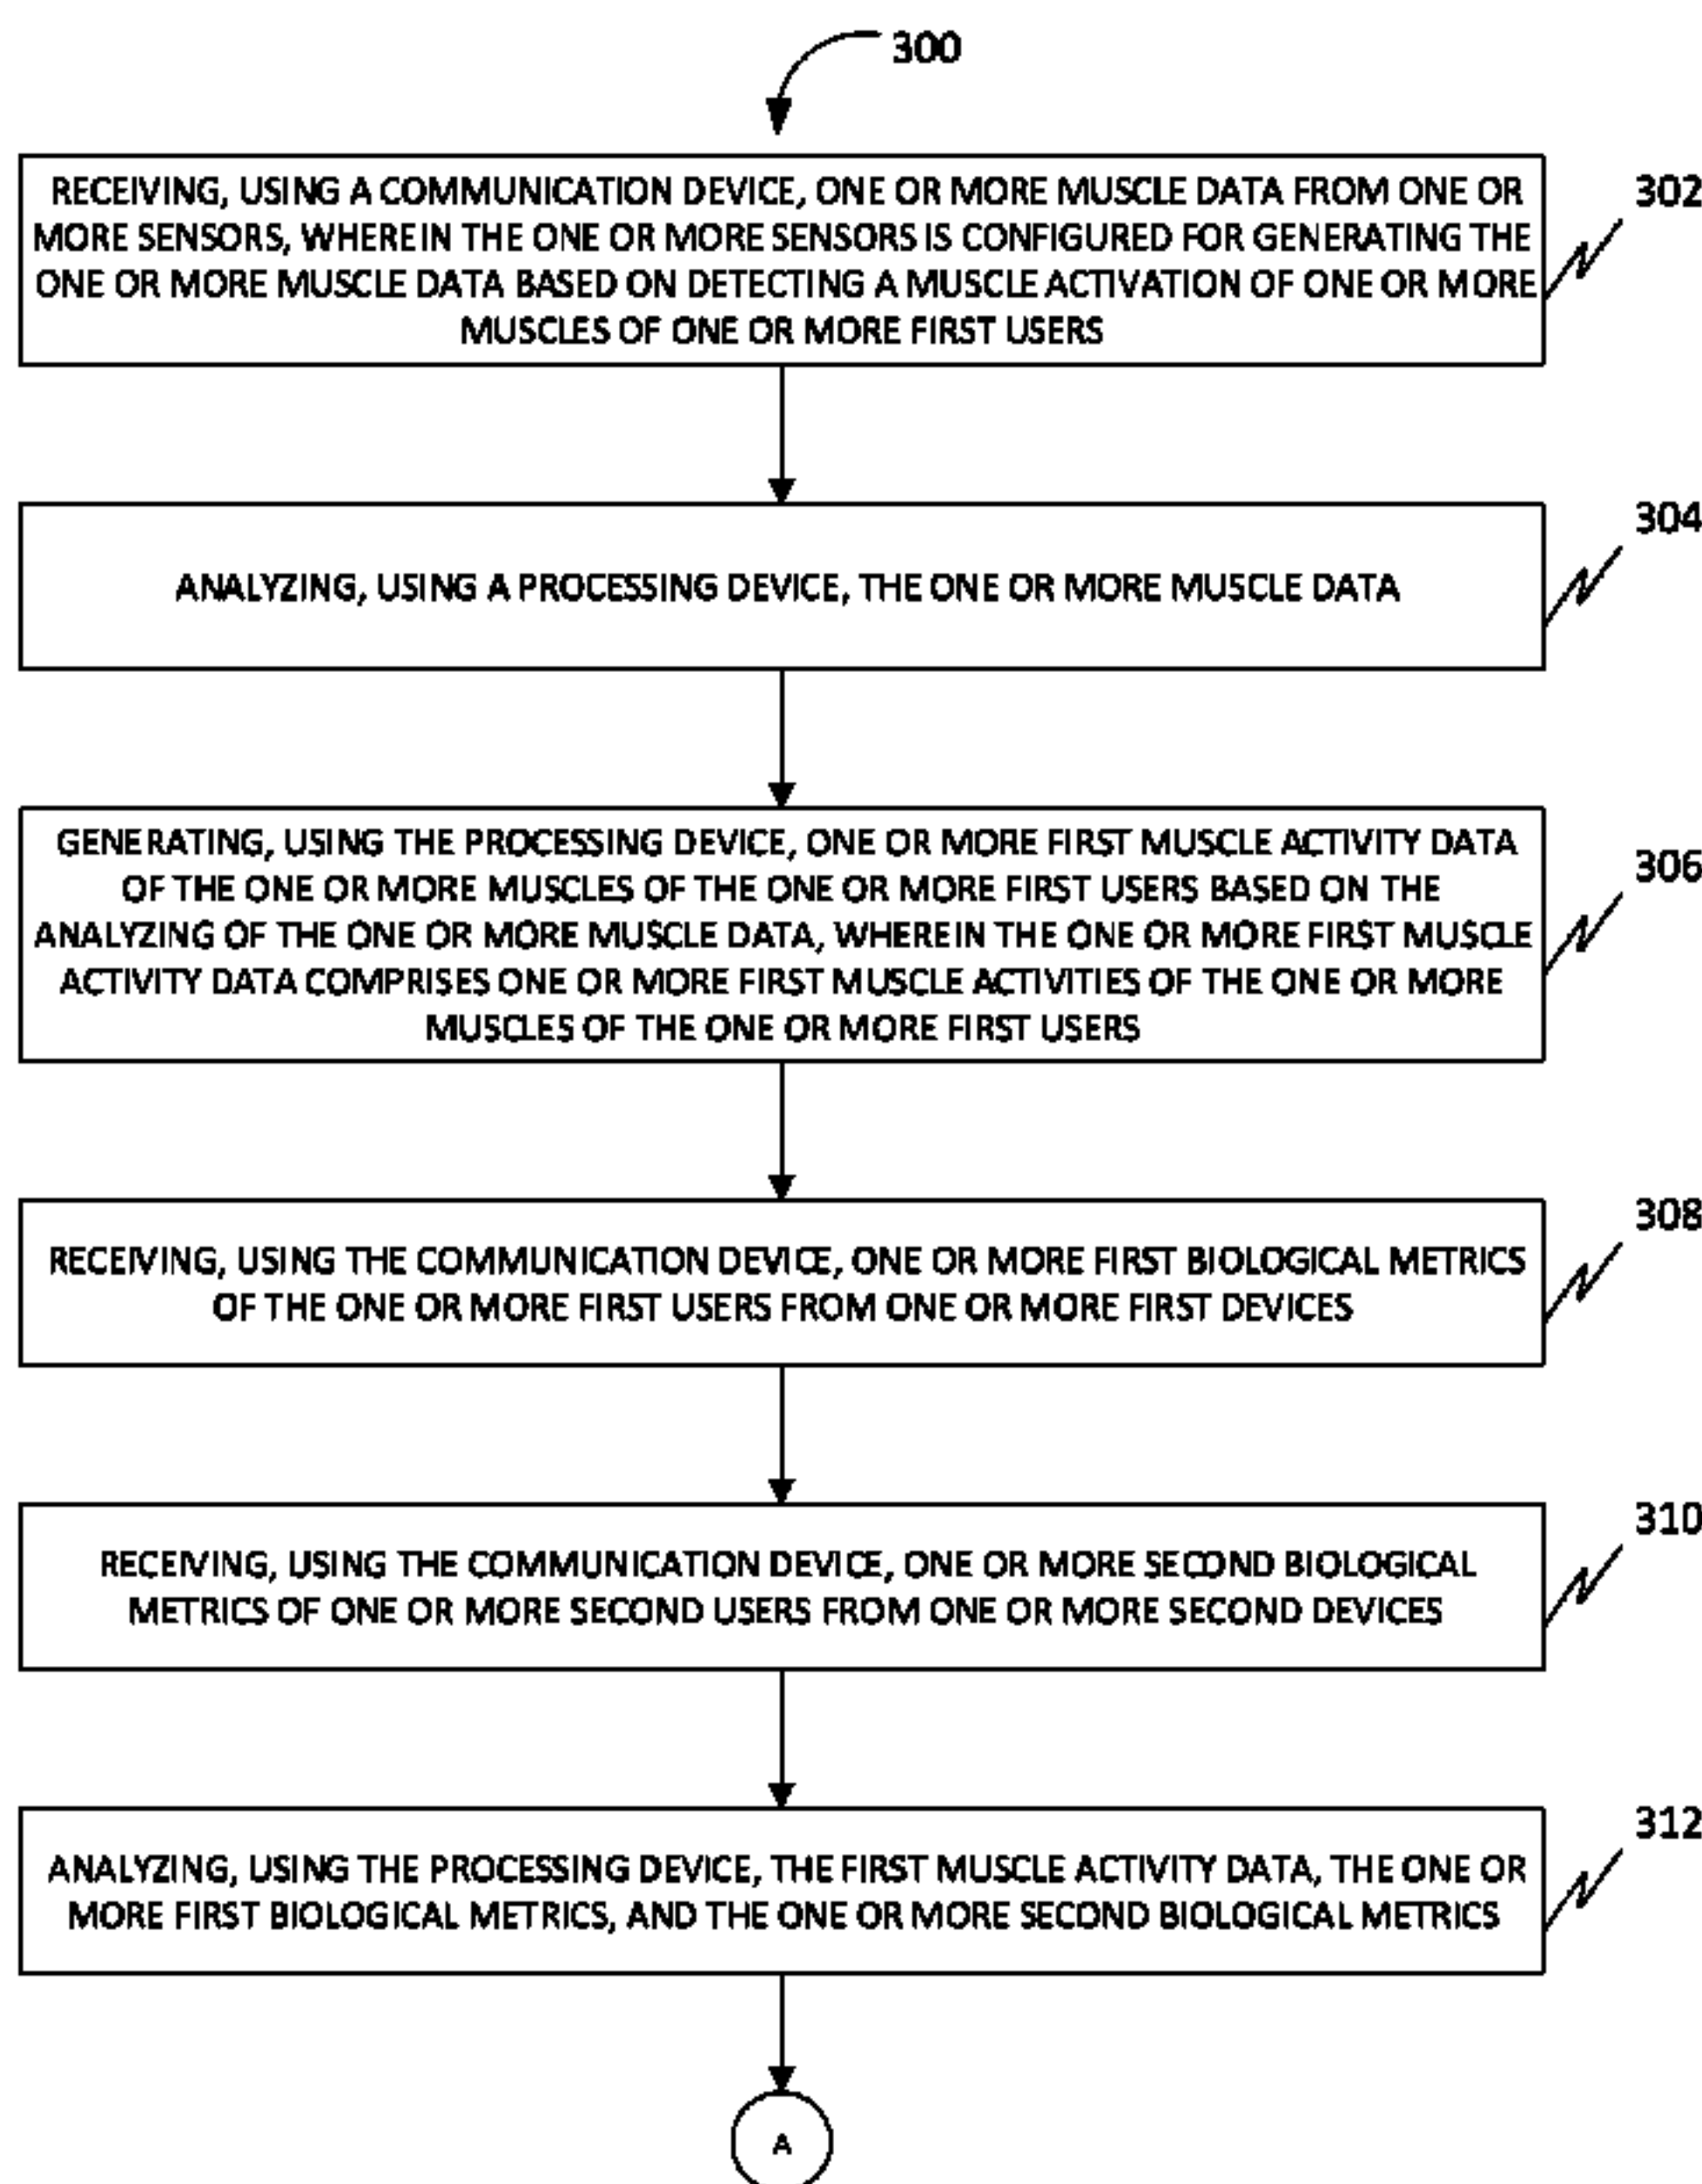 300
RECEIVING, USING A COMMUNICATION DEVICE, ONE OR MORE MUSCLE DATA FROM ONE OR
MORE SENSORS, WHEREIN THE ONE OR MORE SENSORS IS CONFIGURED FOR GENERATING THE
ONE OR MORE MUSCLE DATA BASED ON DETECTING A MUSCLE ACTIVATION OF ONE OR MORE
MUSCLES OF ONE OR MORE FIRST USERS
302
ANALYZING, USING A PROCESSING DEVICE, THE ONE OR MORE MUSCLE DATA
304
GENERATING, USING THE PROCESSING DEVICE, ONE OR MORE FIRST MUSCLE ACTIVITY DATA
OF THE ONE OR MORE MUSCLES OF THE ONE OR MORE FIRST USERS BASED ON THE
ANALYZING OF THE ONE OR MORE MUSCLE DATA, WHEREIN THE ONE OR MORE FIRST MUSCLE
ACTIVITY DATA COMPRISES ONE OR MORE FIRST MUSCLE ACTIVITIES OF THE ONE OR MORE
MUSCLES OF THE ONE OR MORE FIRST USERS
306
RECEIVING, USING THE COMMUNICATION DEVICE, ONE OR MORE FIRST BIOLOGICAL METRICS
OF THE ONE OR MORE FIRST USERS FROM ONE OR MORE FIRST DEVICES
308
RECEIVING, USING THE COMMUNICATION DEVICE, ONE OR MORE SECOND BIOLOGICAL
METRICS OF ONE OR MORE SECOND USERS FROM ONE OR MORE SECOND DEVICES
310
ANALYZING, USING THE PROCESSING DEVICE, THE FIRST MUSCLE ACTIVITY DATA, THE ONE OR
MORE FIRST BIOLOGICAL METRICS, AND THE ONE OR MORE SECOND BIOLOGICAL METRICS
312
A